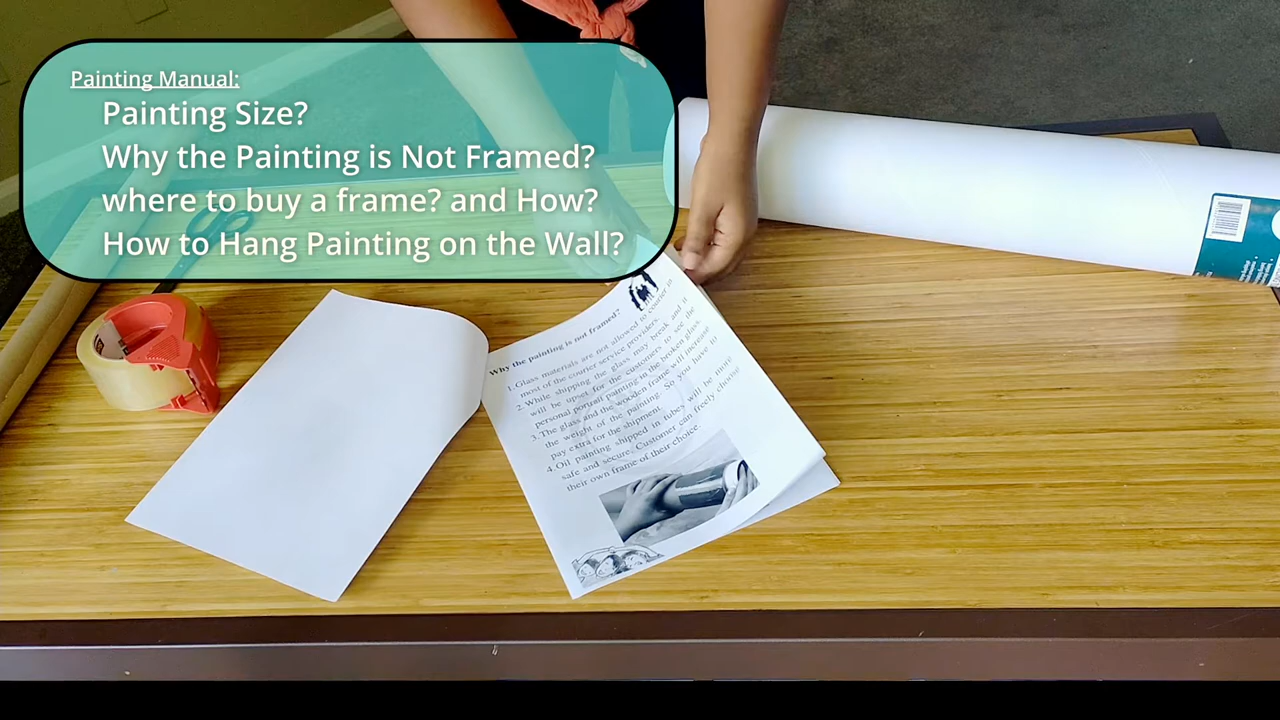 Painting Manual:
Painting Size?
Why the Painting is Not Framed?
where to buy a frame? and How?
How to Hang Painting on the Wall?
Why the painting is not framed?
1.Glass materials are not allowed to courier in
most of the courier service providers.
2.While shipping the glass may break and it
will be upset for the customers to see the
personal portrait painting in the broken glass.
3.The glass and the wooden frame will increase
the weight of the painting. So you have to
pay extra for the shipment.
4.Oil painting shipped in tubes will be more
safe and secure. Customer can freely choose
their own frame of their choice.